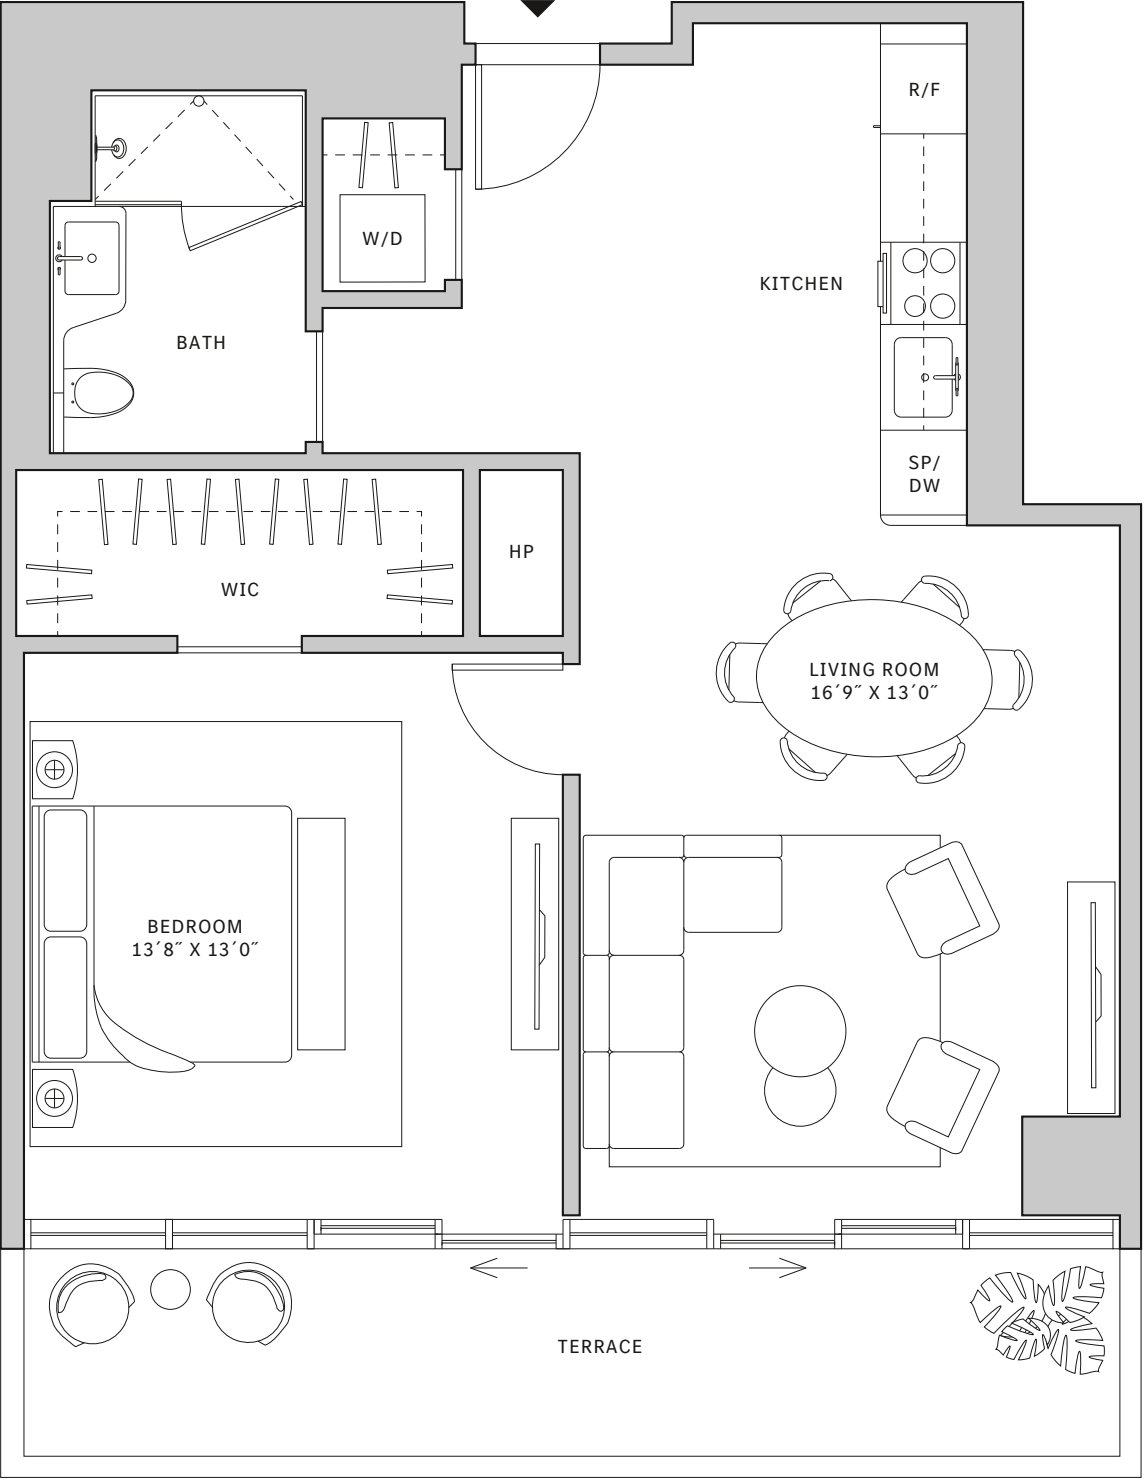 R/F
W/D
KITCHEN
BATH
SP/
DW
HP
WIC
LIVING ROOM
16´9˝ X 13´0˝
BEDROOM
13´8˝ X 13´0˝
TERRACE